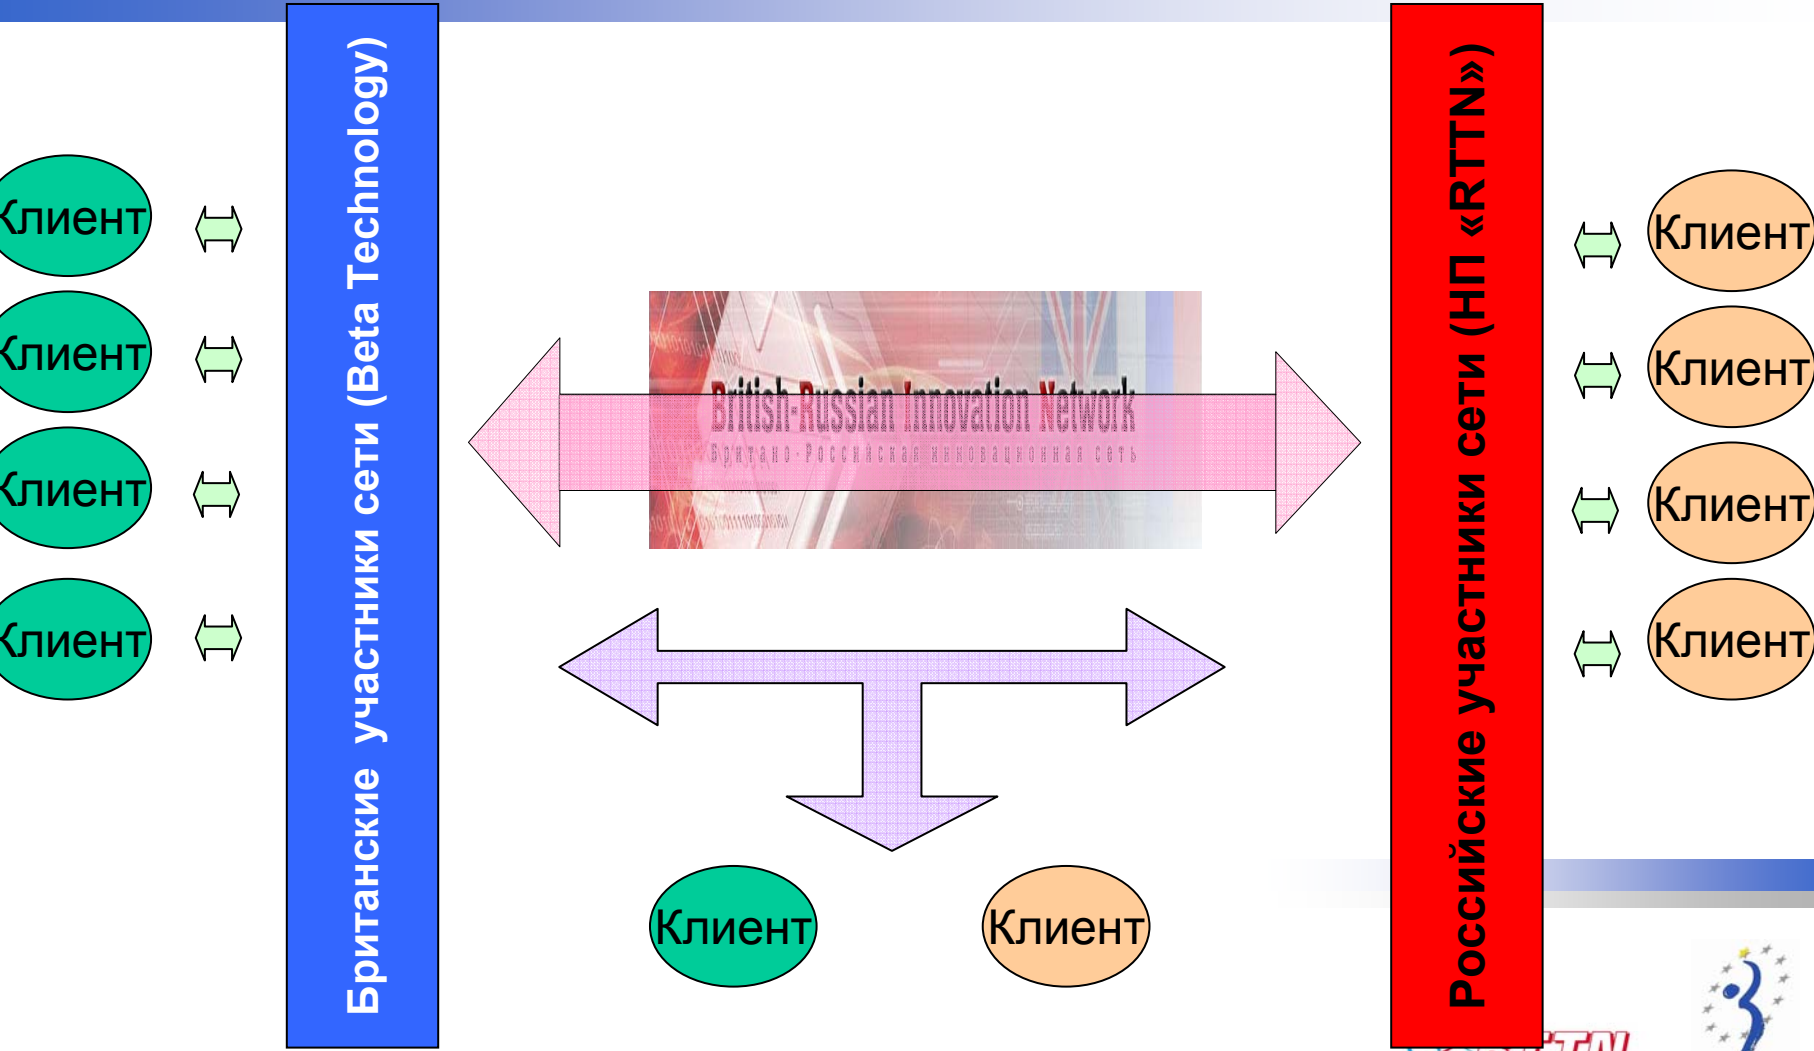 Британские участники сети (Beta Technology)
Российские участники сети (НП «RTTN»)
Клиент
Клиент
Клиент
Клиент
British-Russian Innovation Network
Британо-Российская инновационная сеть
Клиент
Клиент
Клиент
Клиент
Клиент
Клиент